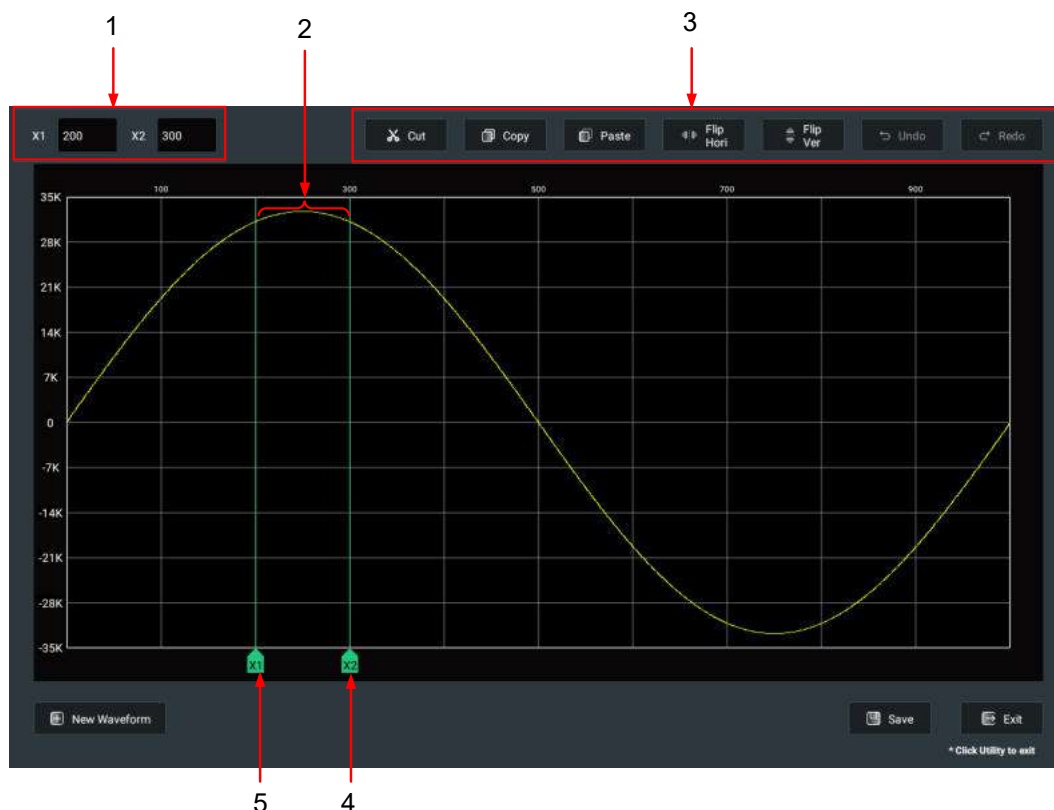 1 2 3
X1 200 X2 300 Cut Copy Paste Flip Hori Flip Ver Undo Redo
100 300 500 700 900
35K
28K
21K
14K
7K
0
-7K
-14K
-21K
-28K
-35K
X1 X2
New Waveform Save Exit
* Click Utility to exit
5 4